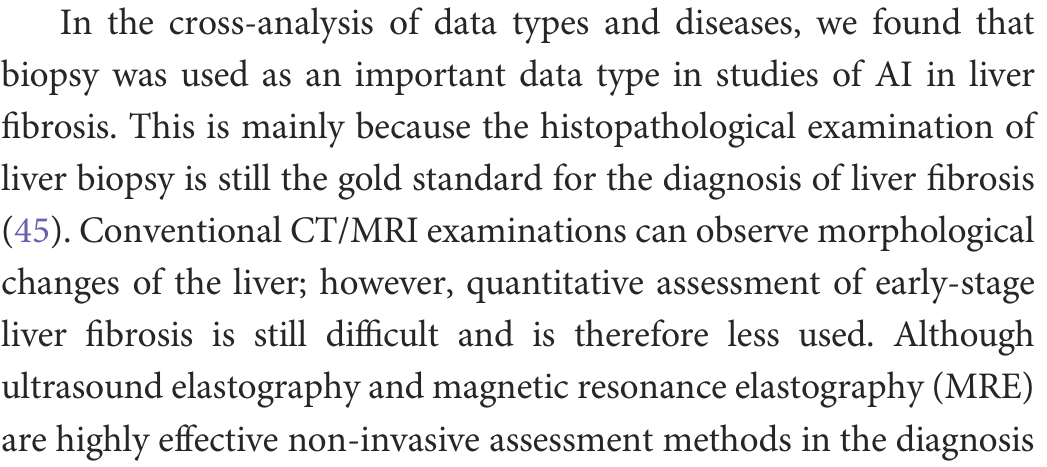 In the cross-analysis of data types and diseases, we found that
biopsy was used as an important data type in studies of AI in liver
fibrosis. This is mainly because the histopathological examination of
liver biopsy is still the gold standard for the diagnosis of liver fibrosis
(45). Conventional CT/MRI examinations can observe morphological
changes of the liver; however, quantitative assessment of early-stage
liver fibrosis is still difficult and is therefore less used. Although
ultrasound elastography and magnetic resonance elastography (MRE)
are highly effective non-invasive assessment methods in the diagnosis